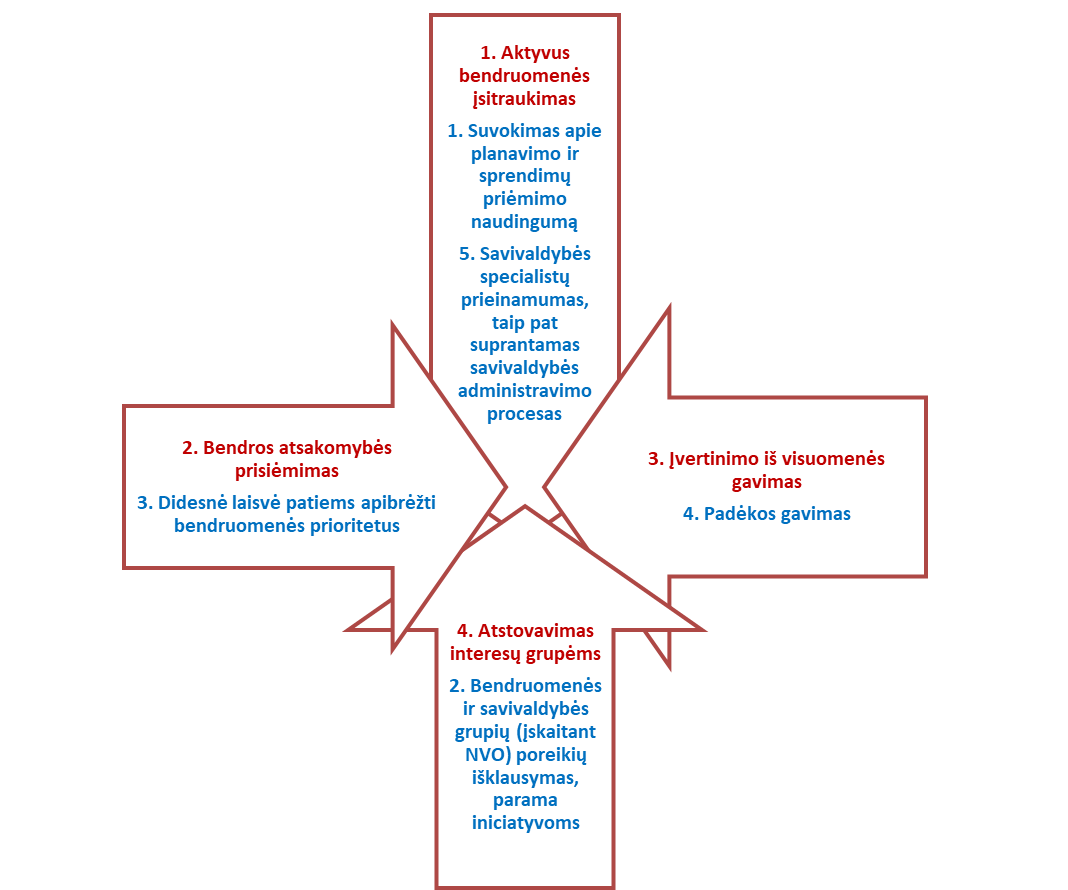 1. Aktyvus
bendruomenės
įsitraukimas
1. Suvokimas apie
planavimo ir
sprendimų
priėmimo
naudingumą
5. Savivaldybės
specialistų
prieinamumas,
taip pat
suprantamas
savivaldybės
administravimo
procesas
2. Bendros atsakomybės
prisiėmimas
3. Didesnė laisvė patiems apibrėžti
bendruomenės prioritetus
3. Įvertinimo iš visuomenės
gavimas
4. Padėkos gavimas
4. Atstovavimas
interesų grupėms
2. Bendruomenės
ir savivaldybės
grupių (įskaitant
NVO) poreikių
išklausymas,
parama
iniciatyvoms